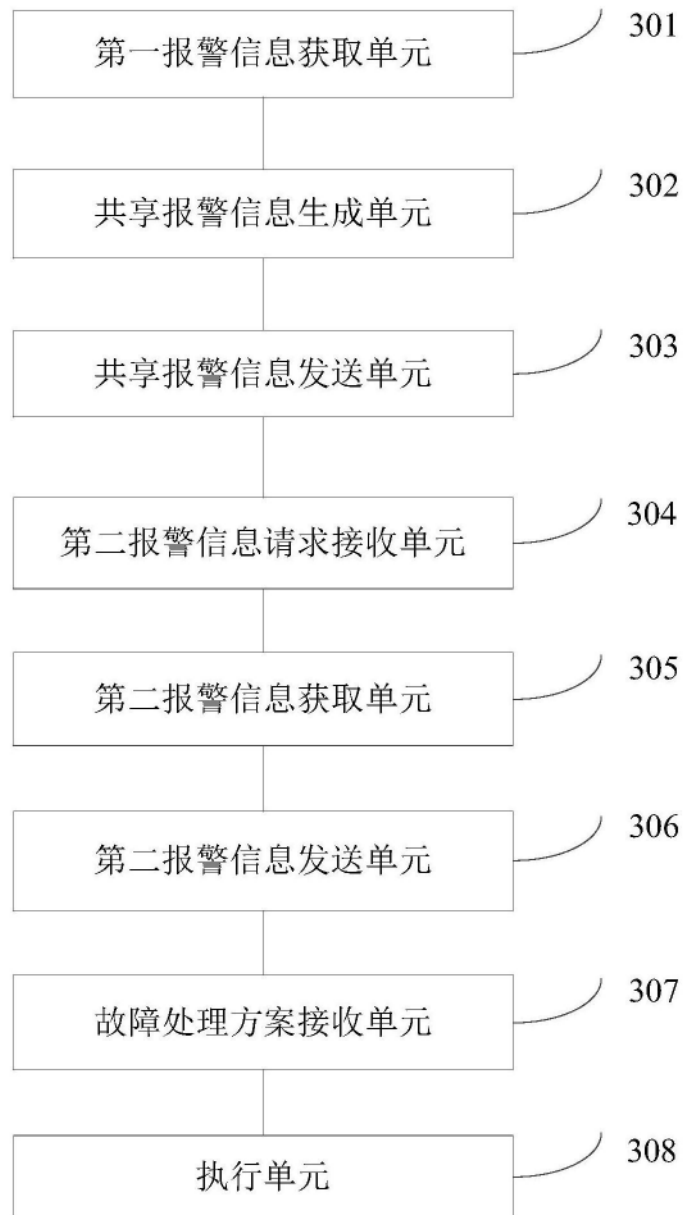 301
第一报警信息获取单元
302
共享报警信息生成单元
303
共享报警信息发送单元
304
第二报警信息请求接收单元
305
第二报警信息获取单元
306
第二报警信息发送单元
307
故障处理方案接收单元
308
执行单元